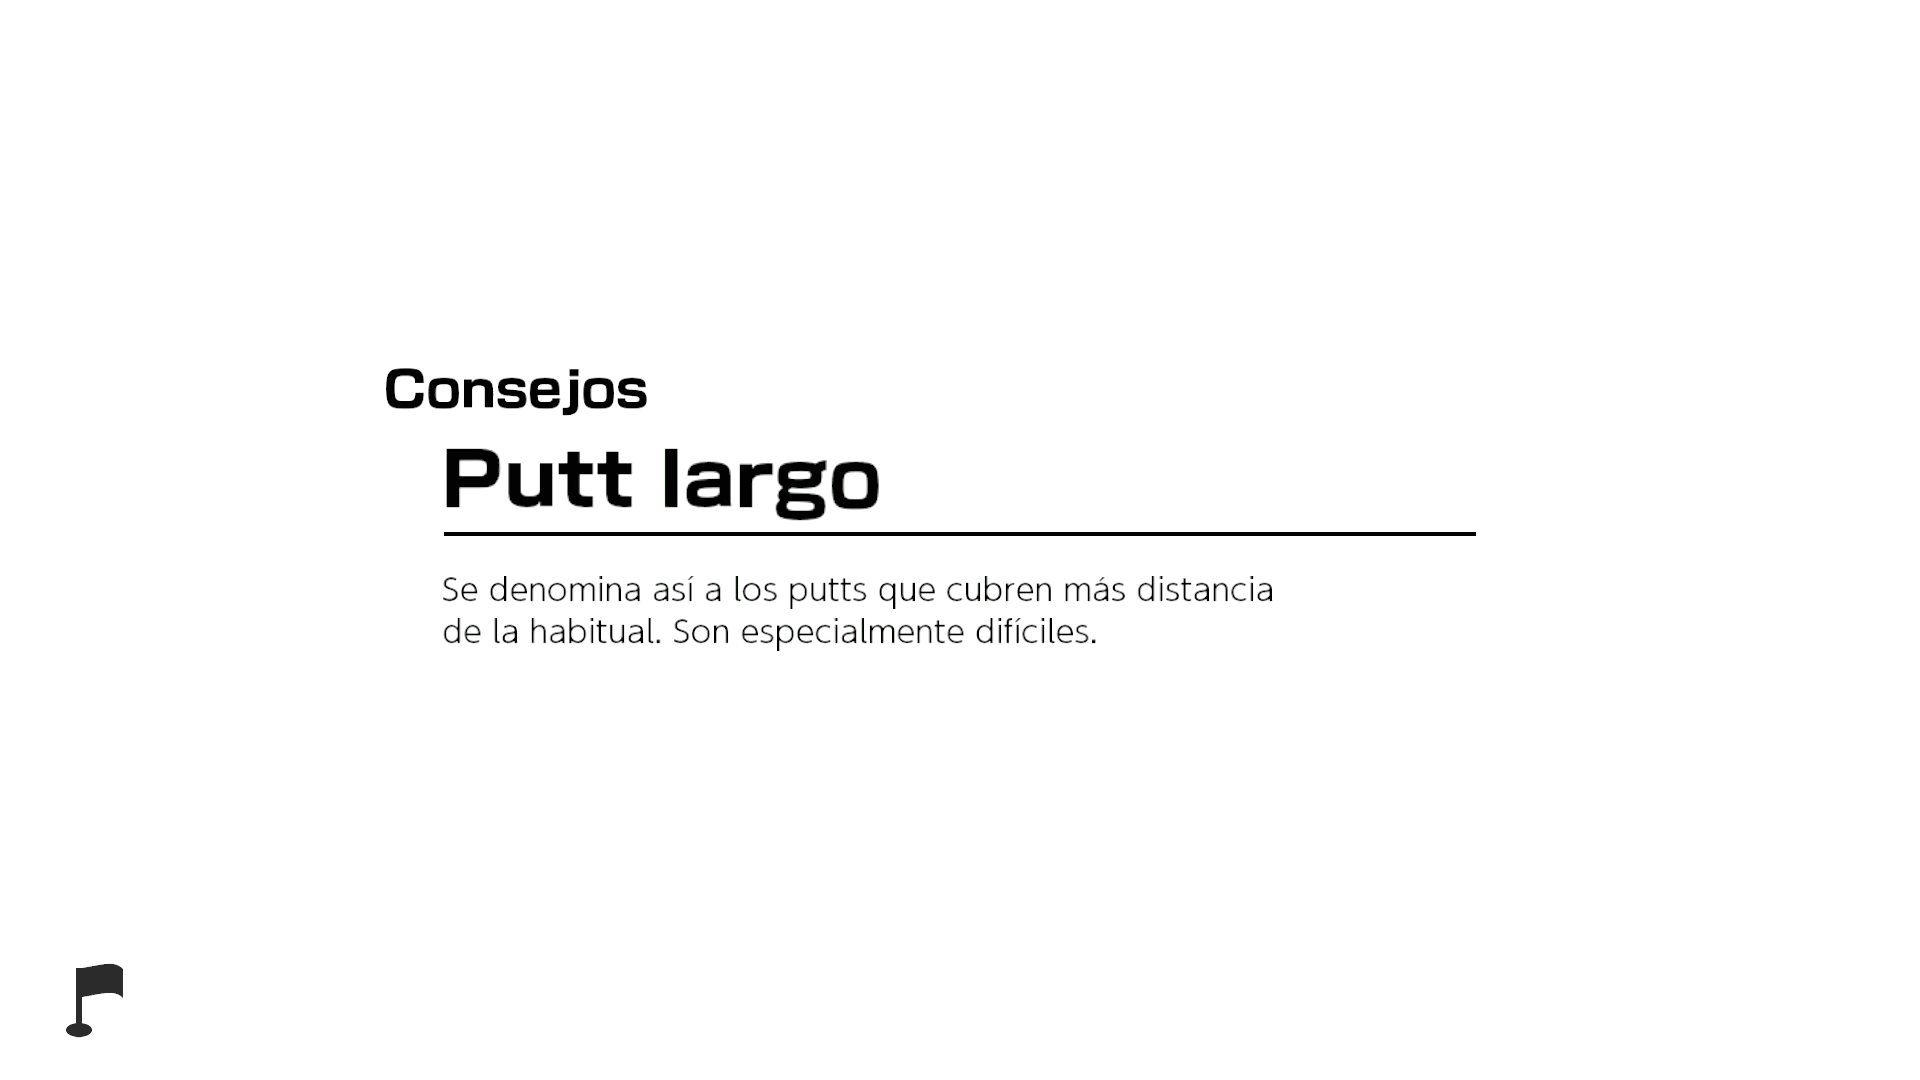 Consejos
Putt largo
Se denomina así a los putts que cubren más distancia
de la habitual. Son especialmente difíciles.